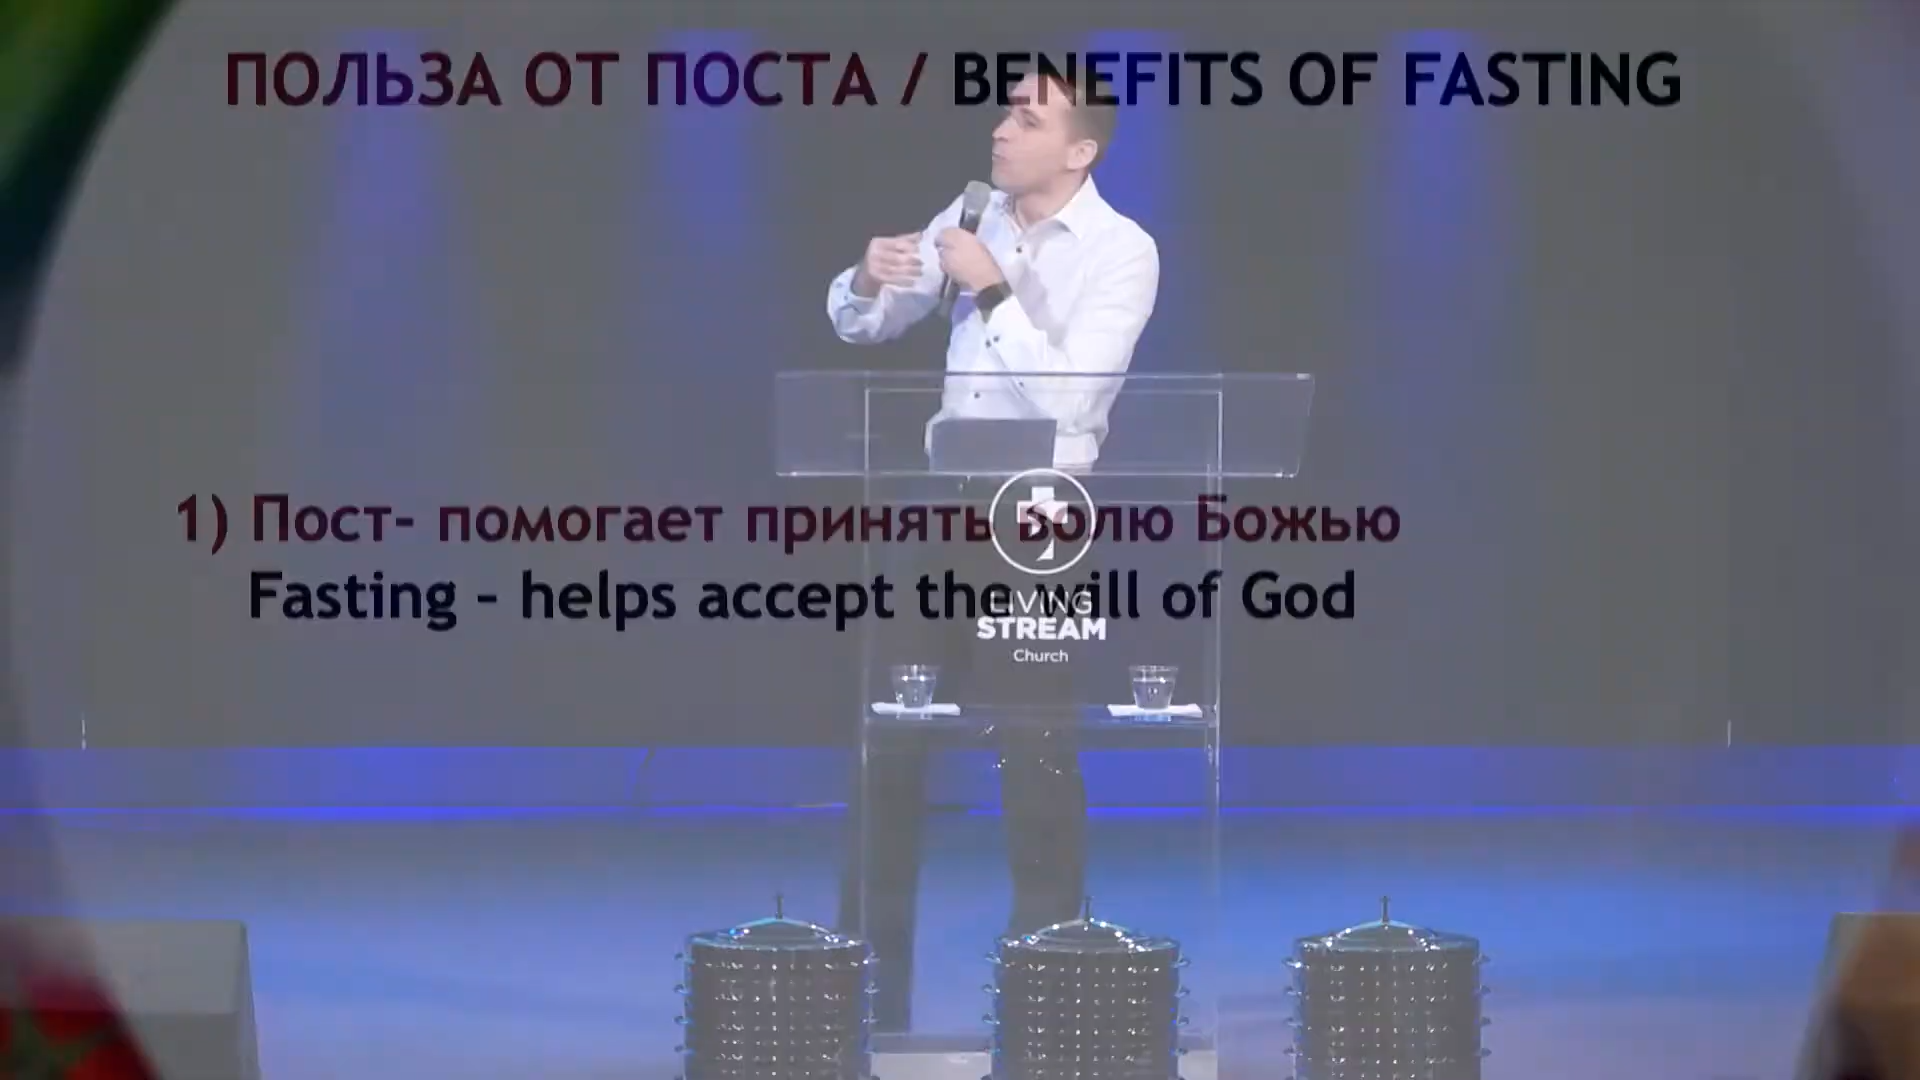 ПОЛЬЗА ОТ ПОСТА / BENEFITS OF FASTING
1) Пост- помогает принять волю Божью
Fasting - helps accept the will of God
LIVING
STREAM
Church